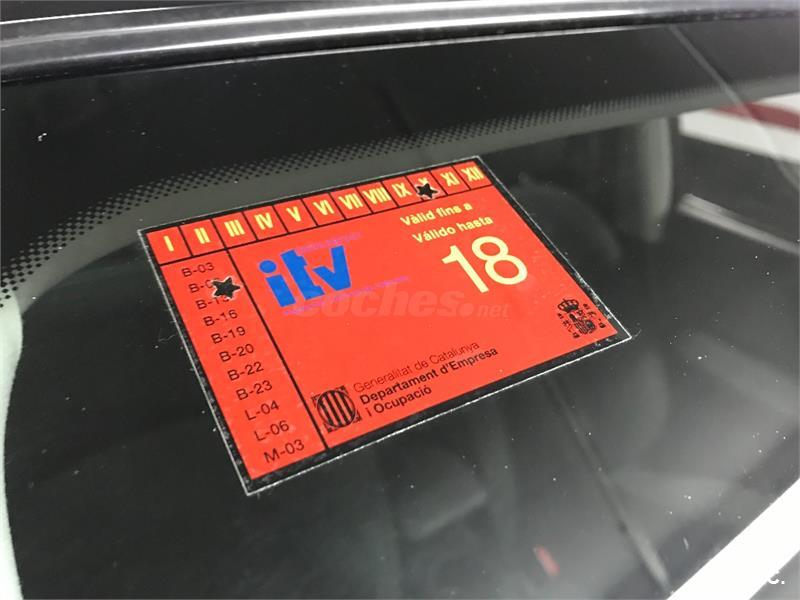 I II III IV V VI VII VIII IX X XI XII
Vàlid fins a
Válido hasta
18
itv
B-03
B-16
B-19
B-20
B-22
B-23
L-04
L-06
M-03
Generalitat de Catalunya
Departament d'Empresa
i Ocupació
coches.net